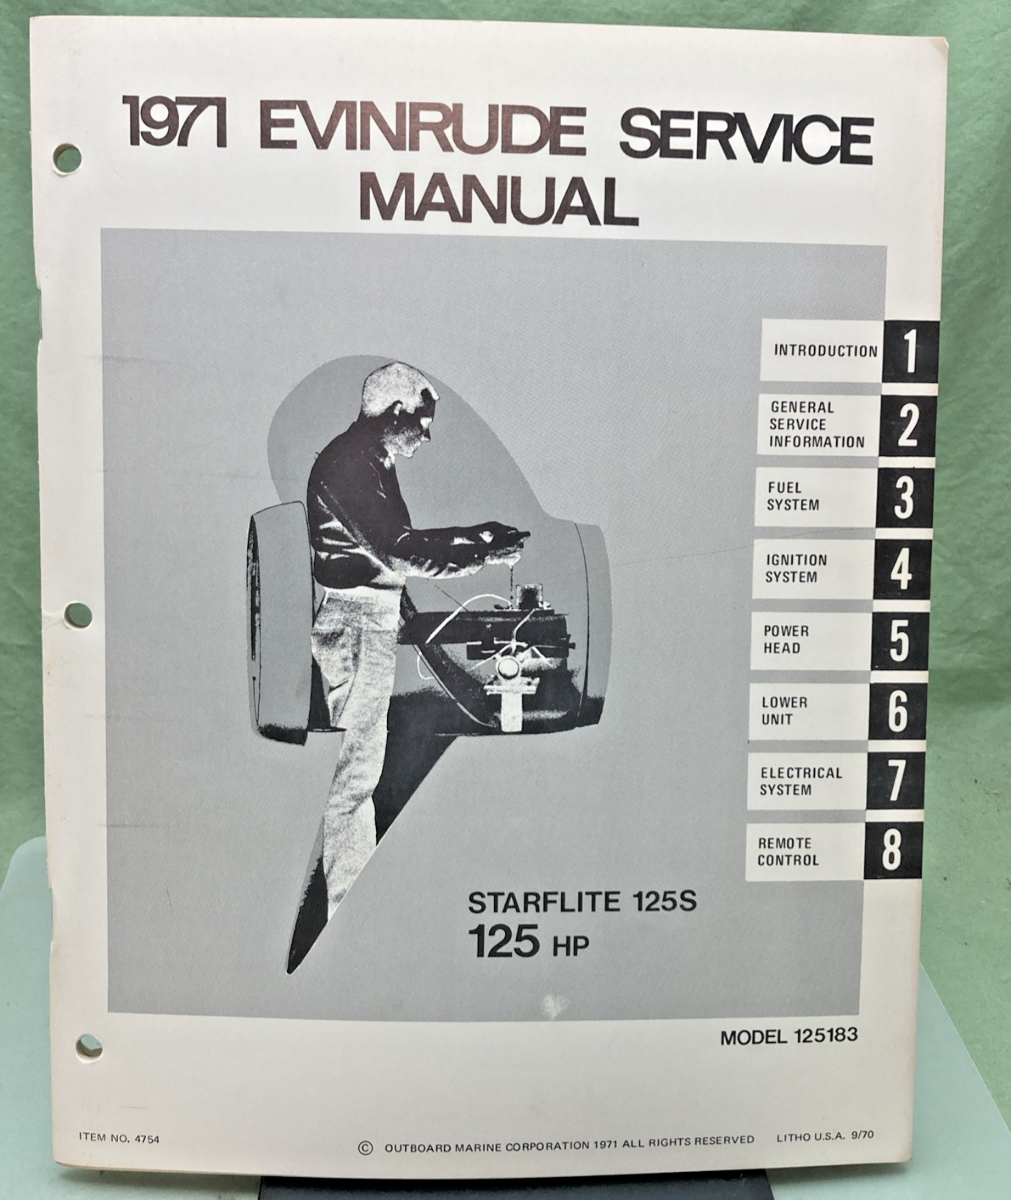 1971 EVINRUDE SERVICE
MANUAL
INTRODUCTION 1
GENERAL
SERVICE
INFORMATION 2
FUEL
SYSTEM 3
IGNITION
SYSTEM 4
POWER
HEAD 5
LOWER
UNIT 6
ELECTRICAL
SYSTEM 7
REMOTE
CONTROL 8
STARFLITE 125S
125 HP
MODEL 125183
ITEM NO. 4754
© OUTBOARD MARINE CORPORATION 1971 ALL RIGHTS RESERVED
LITHO U.S.A. 9/70